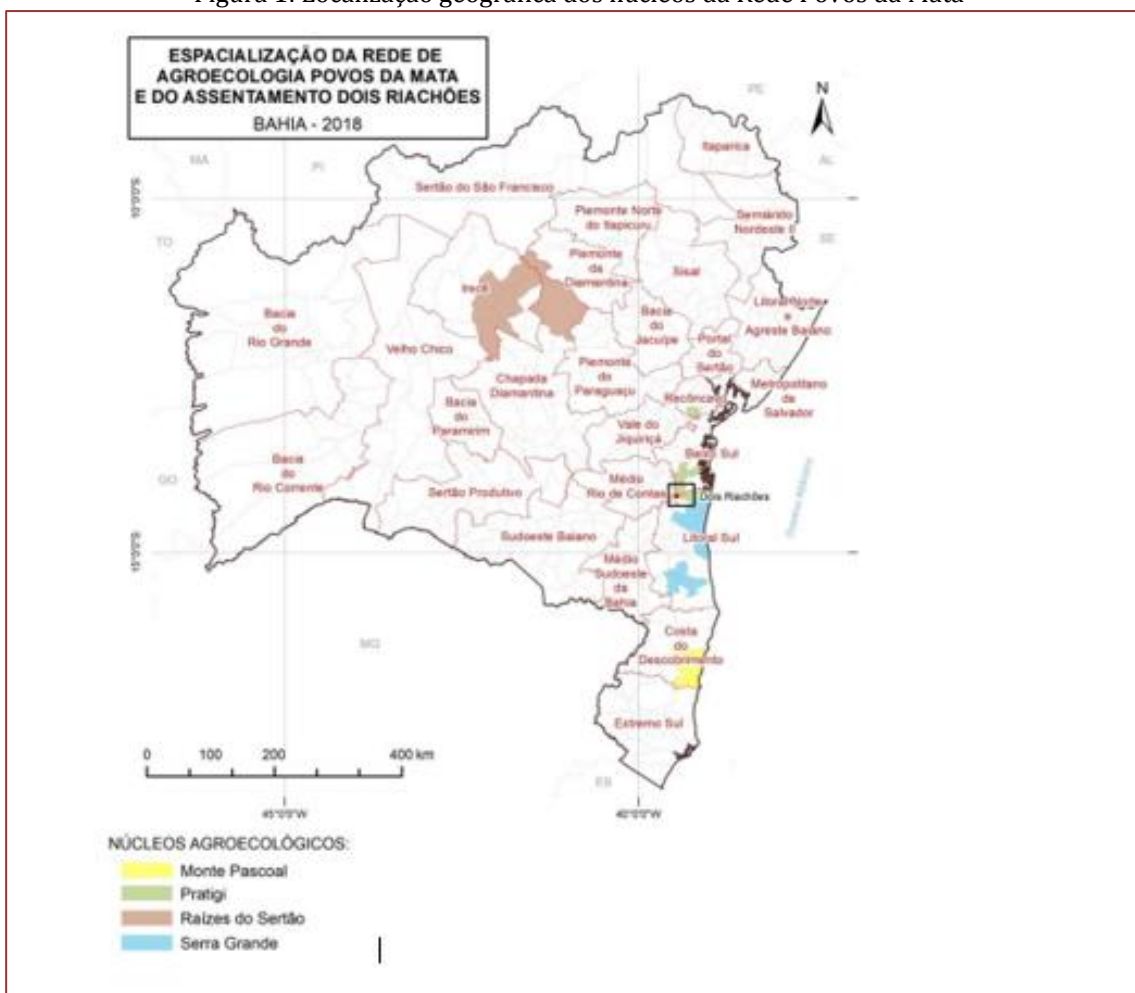 Figura 1: Localização geográfica dos núcleos da Rede Povos da Mata
ESPACIALIZAÇÃO DA REDE DE
AGROECOLOGIA POVOS DA MATA
E DO ASSENTAMENTO DOIS RIACHÕES
BAHIA - 2018
N
PE
Itaparica
MA
PI
AL
Sertão do São Francisco
10°0'0"S
Piemonte Norte
do Itapicuru
Semiárido
Nordeste II
TO
SE
Piemonte
da
Diamantina
Sisal
Irecê
Bacia
do
Rio Grande
Bacia
do
Jacuípe
Litoral Norte
e
Agreste Baiano
Portal
do
Sertão
Velho Chico
Chapada
Diamantina
Piemonte
do
Paraguaçu
Metropolitano
de
Salvador
Recôncavo
Bacia
do
Paramirim
Vale do
Jiquiriçá
Baixo Sul
Bacia
do
Rio Corrente
GO
Sertão Produtivo
Médio
Rio de Contas
Dois Riachões
Sudoeste Baiano
Litoral Sul
15°0'0"S
Médio
Sudoeste
da
Bahia
MG
Costa
do
Descobrimento
Extremo Sul
0 100 200 400 km
ES
45°0'0"W
40°0'0"W
NÚCLEOS AGROECOLÓGICOS:
Monte Pascoal
Pratigi
Raízes do Sertão
Serra Grande